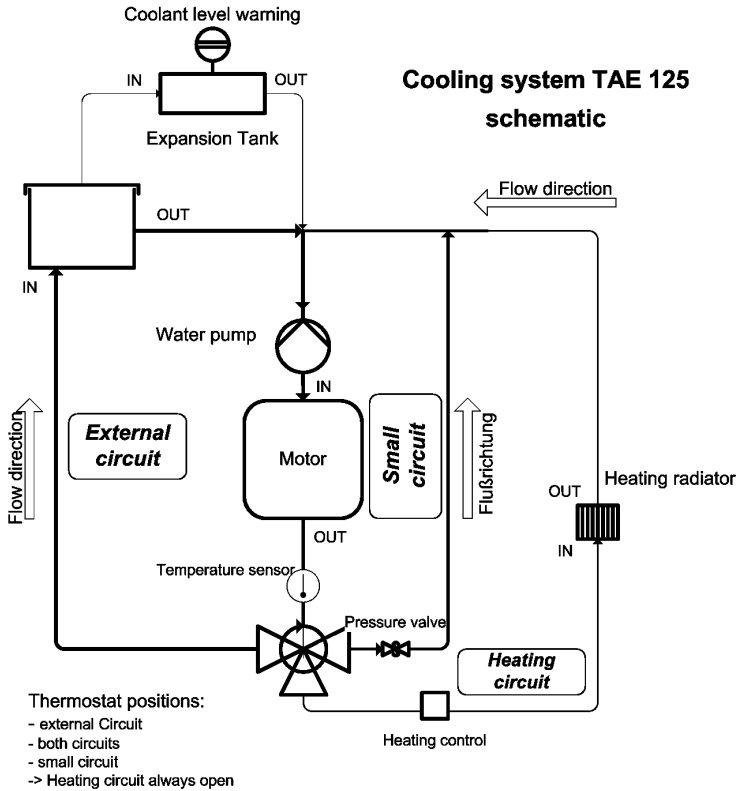 Coolant level warning
IN
OUT
Cooling system TAE 125
schematic
Expansion Tank
Flow direction
OUT
IN
Water pump
IN
External
circuit
Small
circuit
Motor
Flow direction
Flußrichtung
Heating radiator
OUT
IN
OUT
Temperature sensor
Pressure valve
Heating
circuit
Thermostat positions:
- external Circuit
- both circuits
- small circuit
-> Heating circuit always open
Heating control